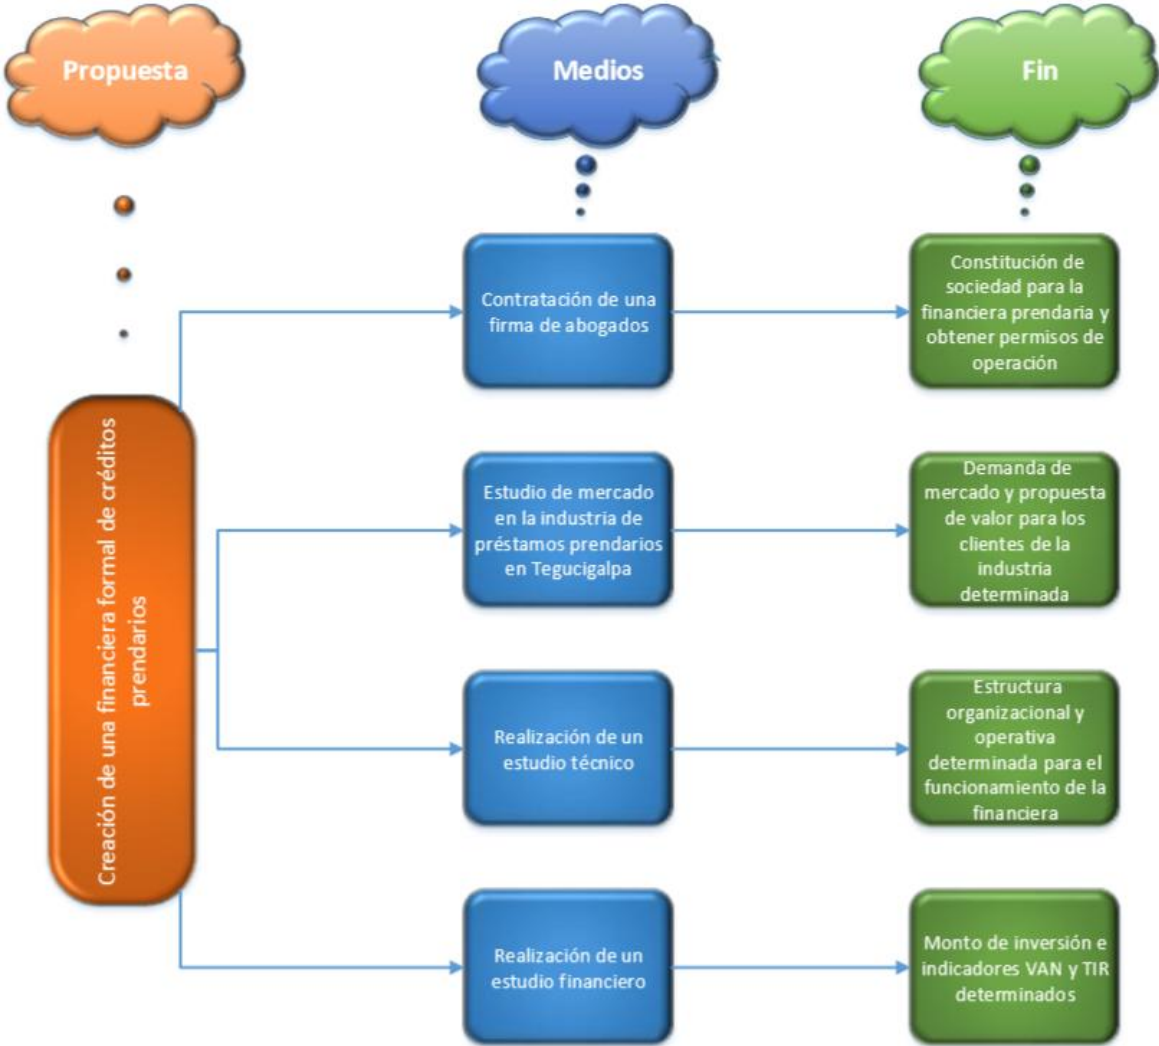 Propuesta
Medios
Fin
Creación de una financiera formal de créditos
prendarios
Contratación de una
firma de abogados
Constitución de
sociedad para la
financiera prendaria y
obtener permisos de
operación
Estudio de mercado
en la industria de
préstamos prendarios
en Tegucigalpa
Demanda de
mercado y propuesta
de valor para los
clientes de la
industria
determinada
Realización de un
estudio técnico
Estructura
organizacional y
operativa
determinada para el
funcionamiento de la
financiera
Realización de un
estudio financiero
Monto de inversión e
indicadores VAN y TIR
determinados